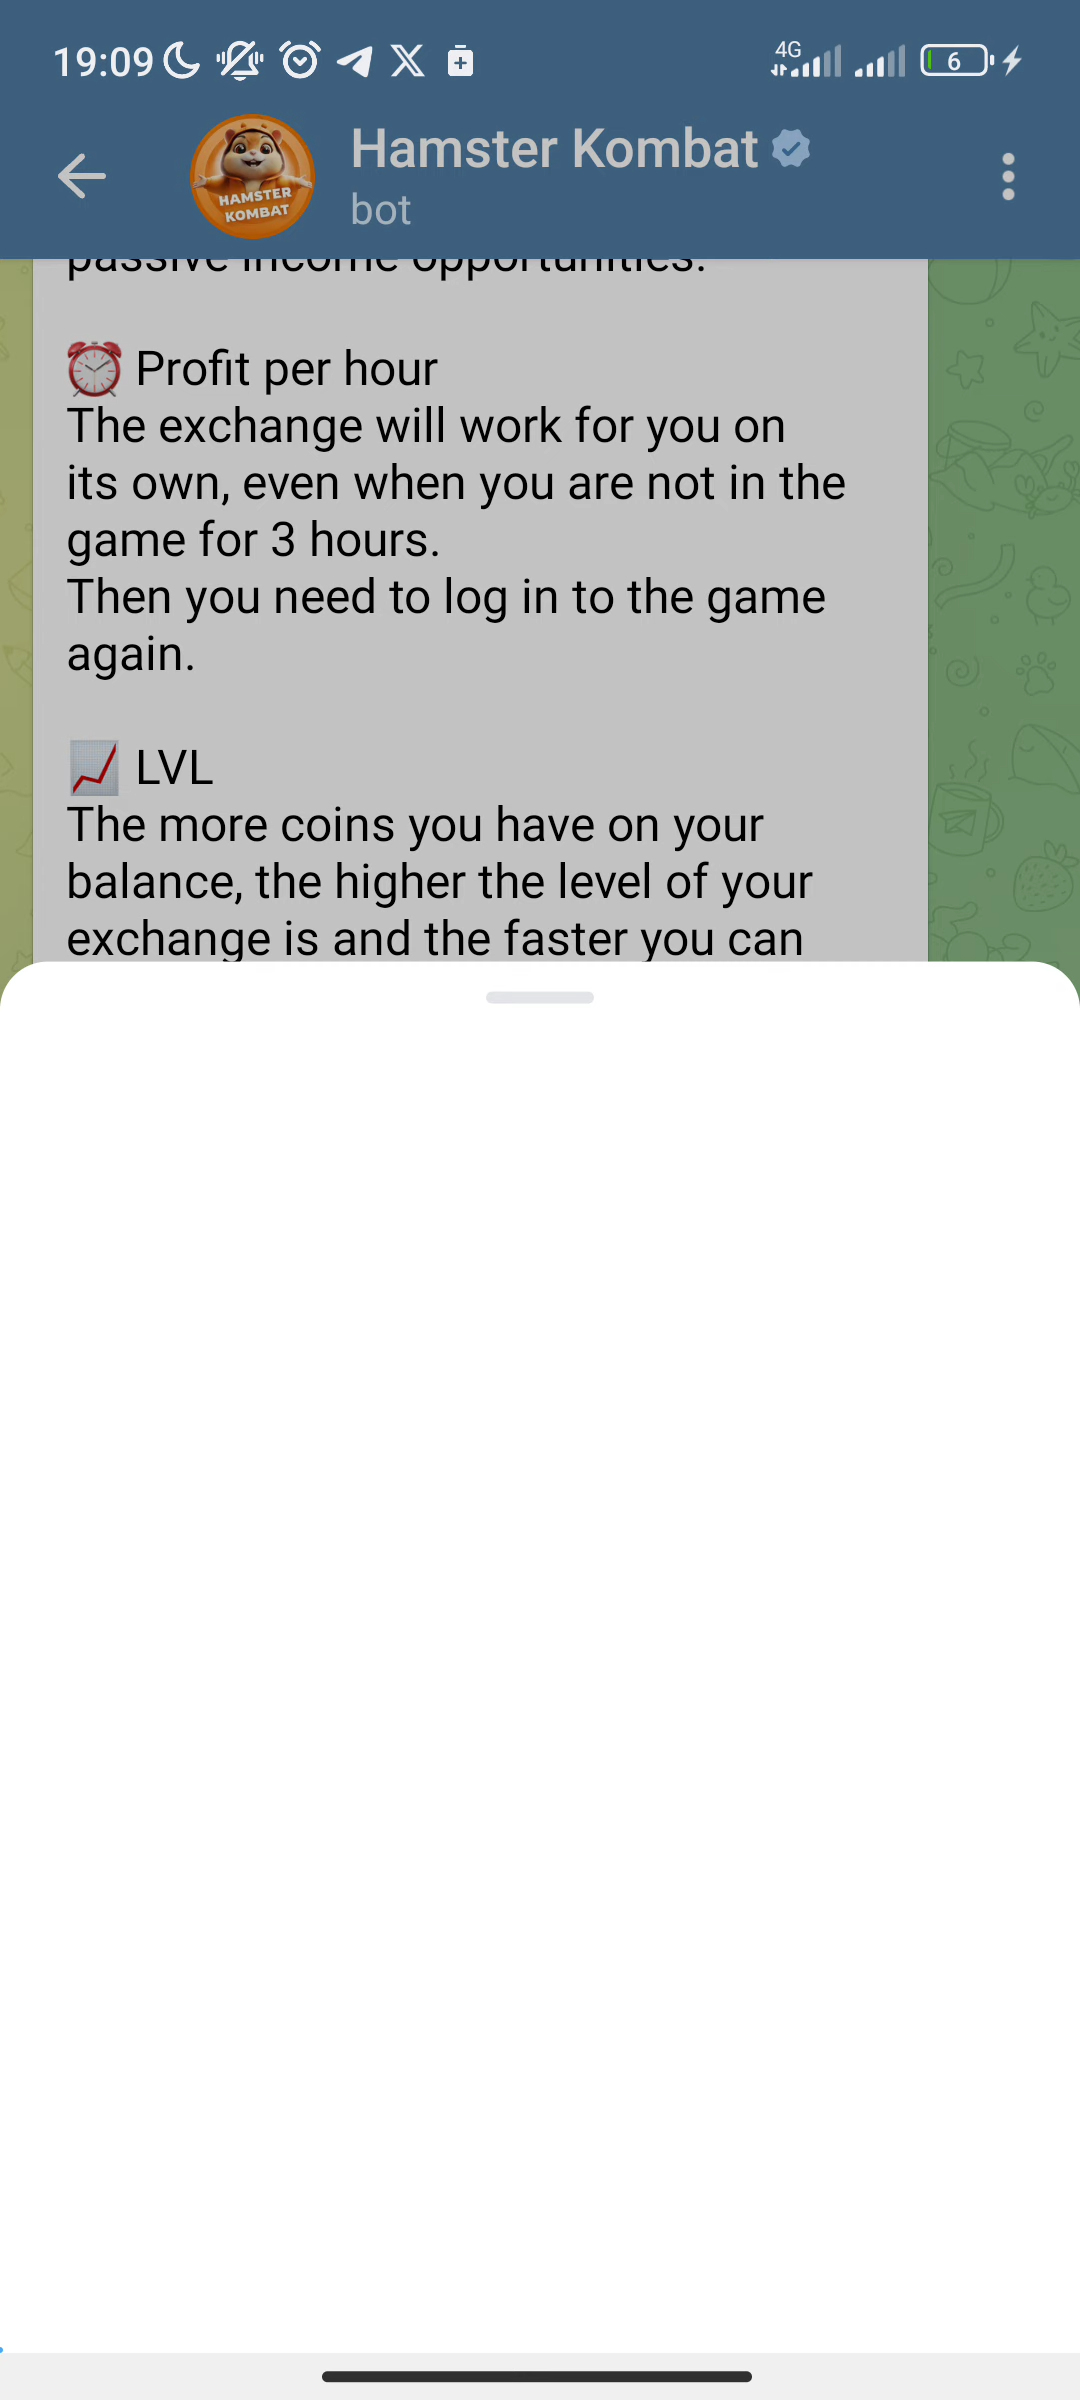 19:09
4G
6
Hamster Kombat
bot
HAMSTER
KOMBAT
passive income opportunities.
⏰ Profit per hour
The exchange will work for you on
its own, even when you are not in the
game for 3 hours.
Then you need to log in to the game
again.
📈 LVL
The more coins you have on your
balance, the higher the level of your
exchange is and the faster you can